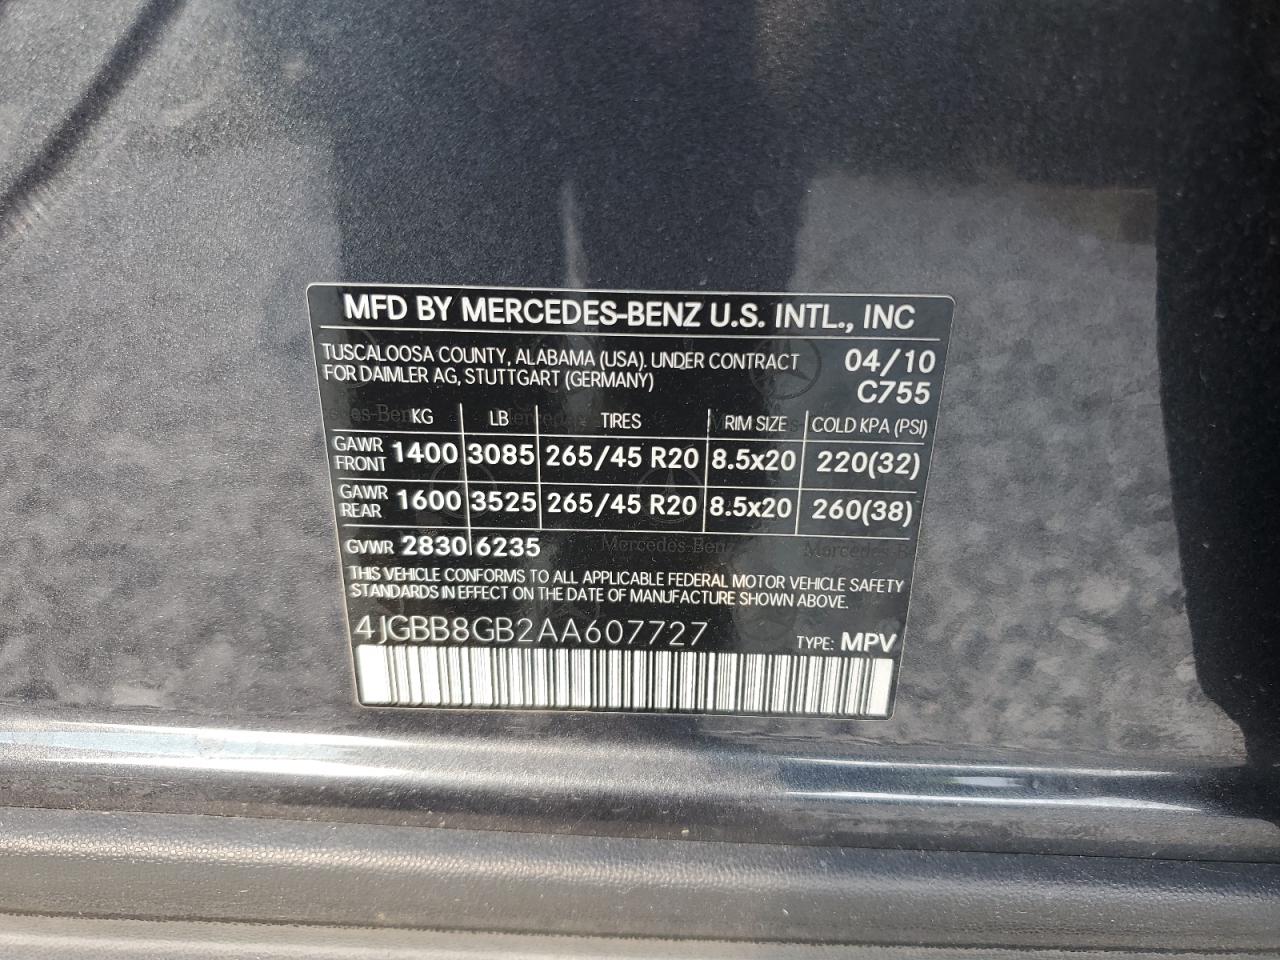 MFD BY MERCEDES-BENZ U.S. INTL., INC
TUSCALOOSA COUNTY, ALABAMA (USA). UNDER CONTRACT 04/10
FOR DAIMLER AG, STUTTGART (GERMANY) C755
KG LB TIRES RIM SIZE COLD KPA (PSI)
GAWR FRONT 1400 3085 265/45 R20 8.5x20 220(32)
GAWR REAR 1600 3525 265/45 R20 8.5x20 260(38)
GVWR 2830 6235
THIS VEHICLE CONFORMS TO ALL APPLICABLE FEDERAL MOTOR VEHICLE SAFETY
STANDARDS IN EFFECT ON THE DATE OF MANUFACTURE SHOWN ABOVE.
4JGBB8GB2AA607727 TYPE: MPV